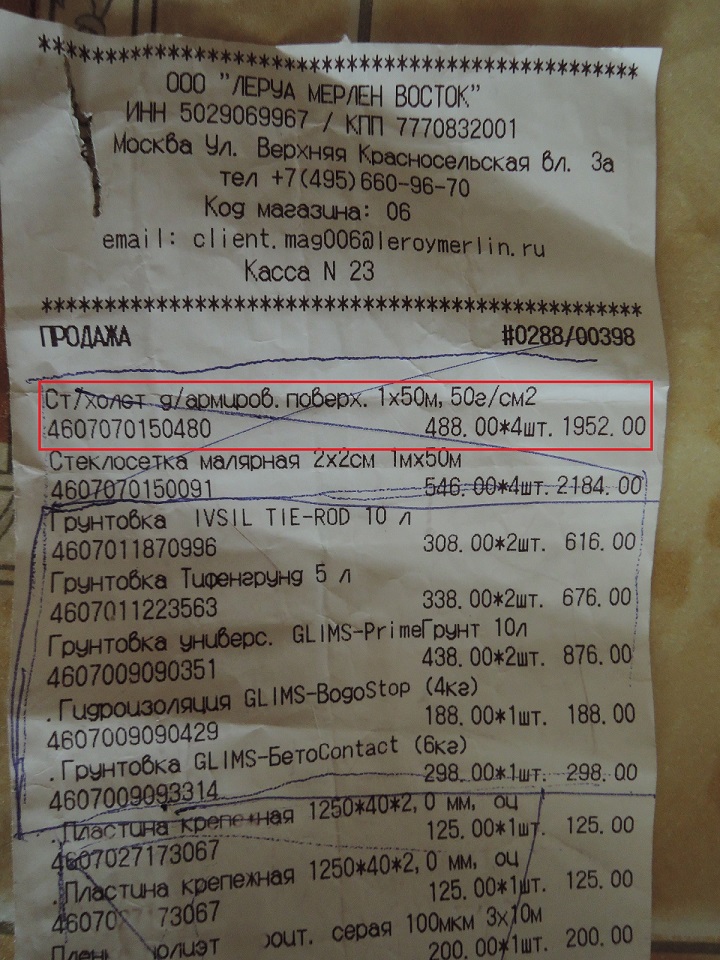 ****************************************
ООО "ЛЕРУА МЕРЛЕН ВОСТОК"
ИНН 5029069967 / КПП 7770832001
Москва Ул. Верхняя Красносельская вл. 3а
тел +7(495)660-96-70
Код магазина: 06
email: client.mag006@leroymerlin.ru
Касса N 23
****************************************
ПРОДАЖА #0288/00398
Ст/холст д/армиров. поверх. 1х50м, 50г/см2
4607070150480 488.00*4шт. 1952.00
Стеклосетка малярная 2х2см 1мх50м
4607070150091 546.00*4шт. 2184.00
Грунтовка IVSIL TIE-ROD 10 л
4607011870996 308.00*2шт. 616.00
Грунтовка Тифенгрунд 5 л
4607011223563 338.00*2шт. 676.00
Грунтовка универс. GLIMS-PrimeГрунт 10л
4607009090351 438.00*2шт. 876.00
.Гидроизоляция GLIMS-ВодоStop (4кг)
4607009090429 188.00*1шт. 188.00
.Грунтовка GLIMS-БетоContact (6кг)
4607009093314 298.00*1шт. 298.00
.Пластина крепежная 1250*40*2,0 мм, оц
4607027173067 125.00*1шт. 125.00
.Пластина крепежная 1250*40*2,0 мм, оц
46070 73067 125.00*1шт. 125.00
серая 100мкм 3х10м
200.00*1шт. 200.00